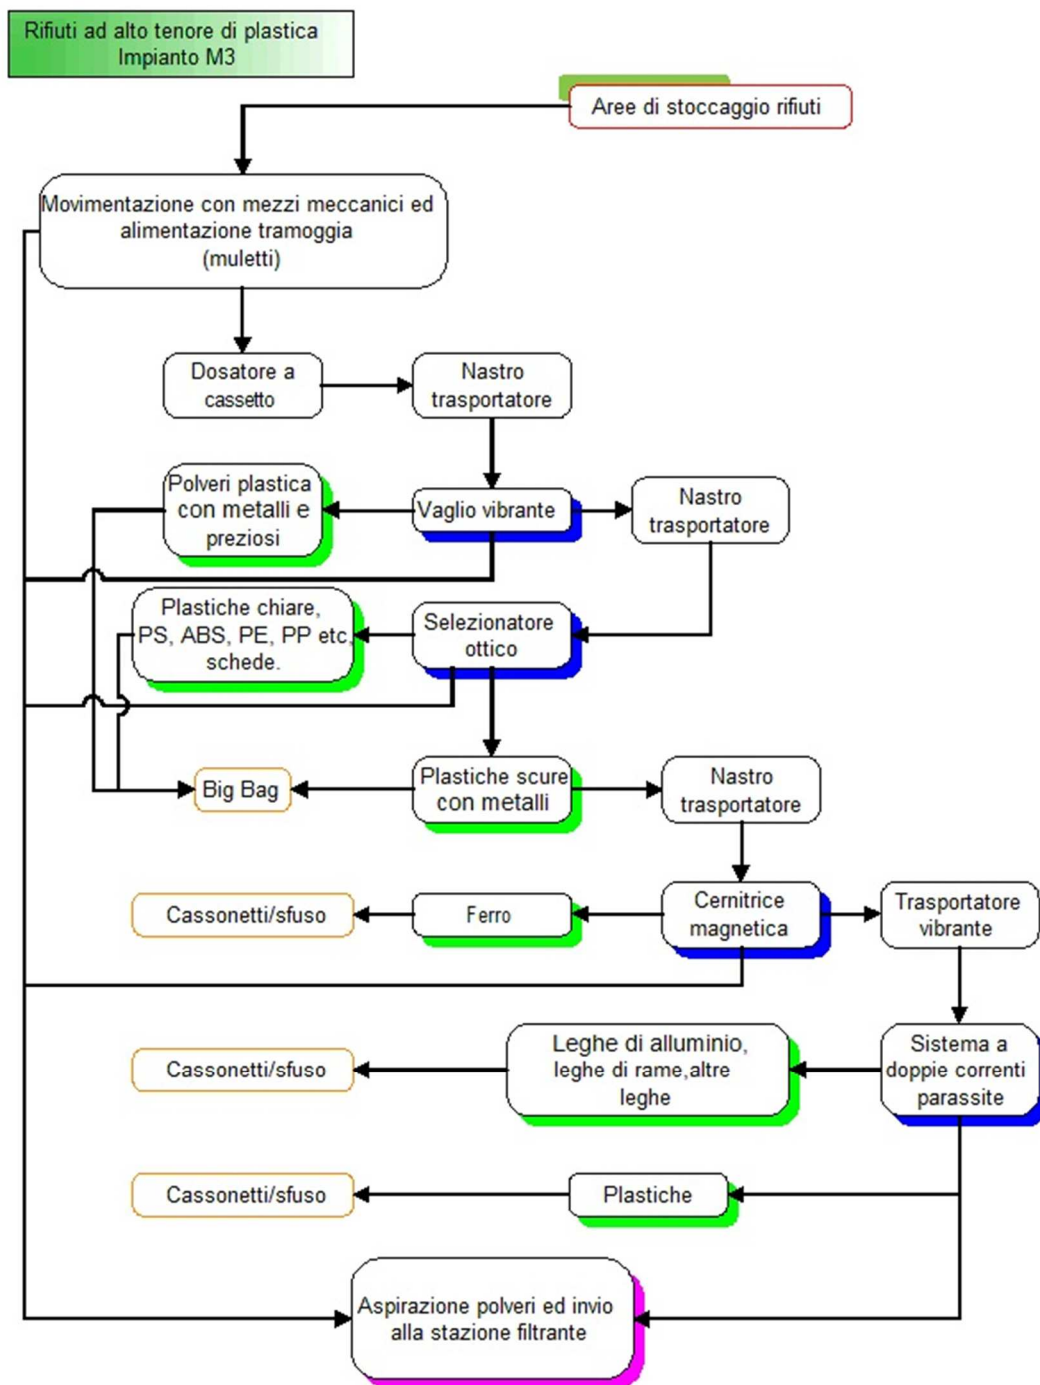 Rifiuti ad alto tenore di plastica
Impianto M3
Aree di stoccaggio rifiuti
Movimentazione con mezzi meccanici ed
alimentazione tramoggia
(muletti)
Dosatore a
cassetto
Nastro
trasportatore
Polveri plastica
con metalli e
preziosi
Vaglio vibrante
Nastro
trasportatore
Plastiche chiare,
PS, ABS, PE, PP etc,
schede.
Selezionatore
ottico
Big Bag
Plastiche scure
con metalli
Nastro
trasportatore
Cassonetti/sfuso
Ferro
Cernitrice
magnetica
Trasportatore
vibrante
Cassonetti/sfuso
Leghe di alluminio,
leghe di rame,altre
leghe
Sistema a
doppie correnti
parassite
Cassonetti/sfuso
Plastiche
Aspirazione polveri ed invio
alla stazione filtrante